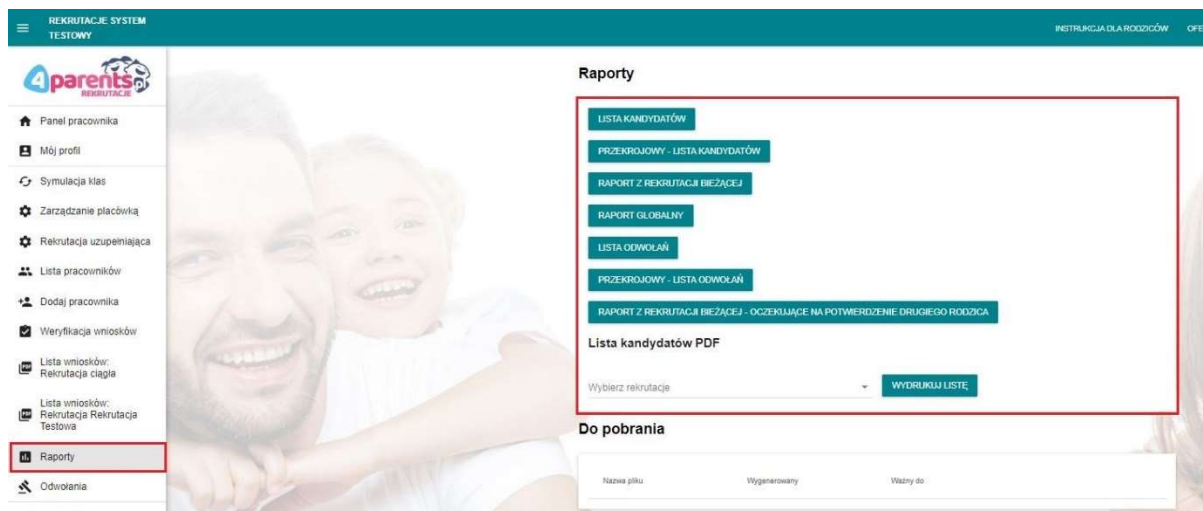 REKRUTACJE SYSTEM
TESTOWY
INSTRUKCJA DLA RODZICÓW
OFE
4parents.pl
REKRUTACJE
Panel pracownika
Mój profil
Symulacja klas
Zarządzanie placówką
Rekrutacja uzupełniająca
Lista pracowników
Dodaj pracownika
Weryfikacja wniosków
Lista wniosków:
Rekrutacja ciągła
Lista wniosków:
Rekrutacja Rekrutacja
Testowa
Raporty
Odwołania
Raporty
LISTA KANDYDATÓW
PRZEKROJOWY - LISTA KANDYDATÓW
RAPORT Z REKRUTACJI BIEŻĄCEJ
RAPORT GLOBALNY
LISTA ODWOŁAŃ
PRZEKROJOWY - LISTA ODWOŁAŃ
RAPORT Z REKRUTACJI BIEŻĄCEJ - OCZEKUJĄCE NA POTWIERDZENIE DRUGIEGO RODZICA
Lista kandydatów PDF
Wybierz rekrutacje
WYDRUKUJ LISTĘ
Do pobrania
Nazwa pliku
Wygenerowany
Ważny do